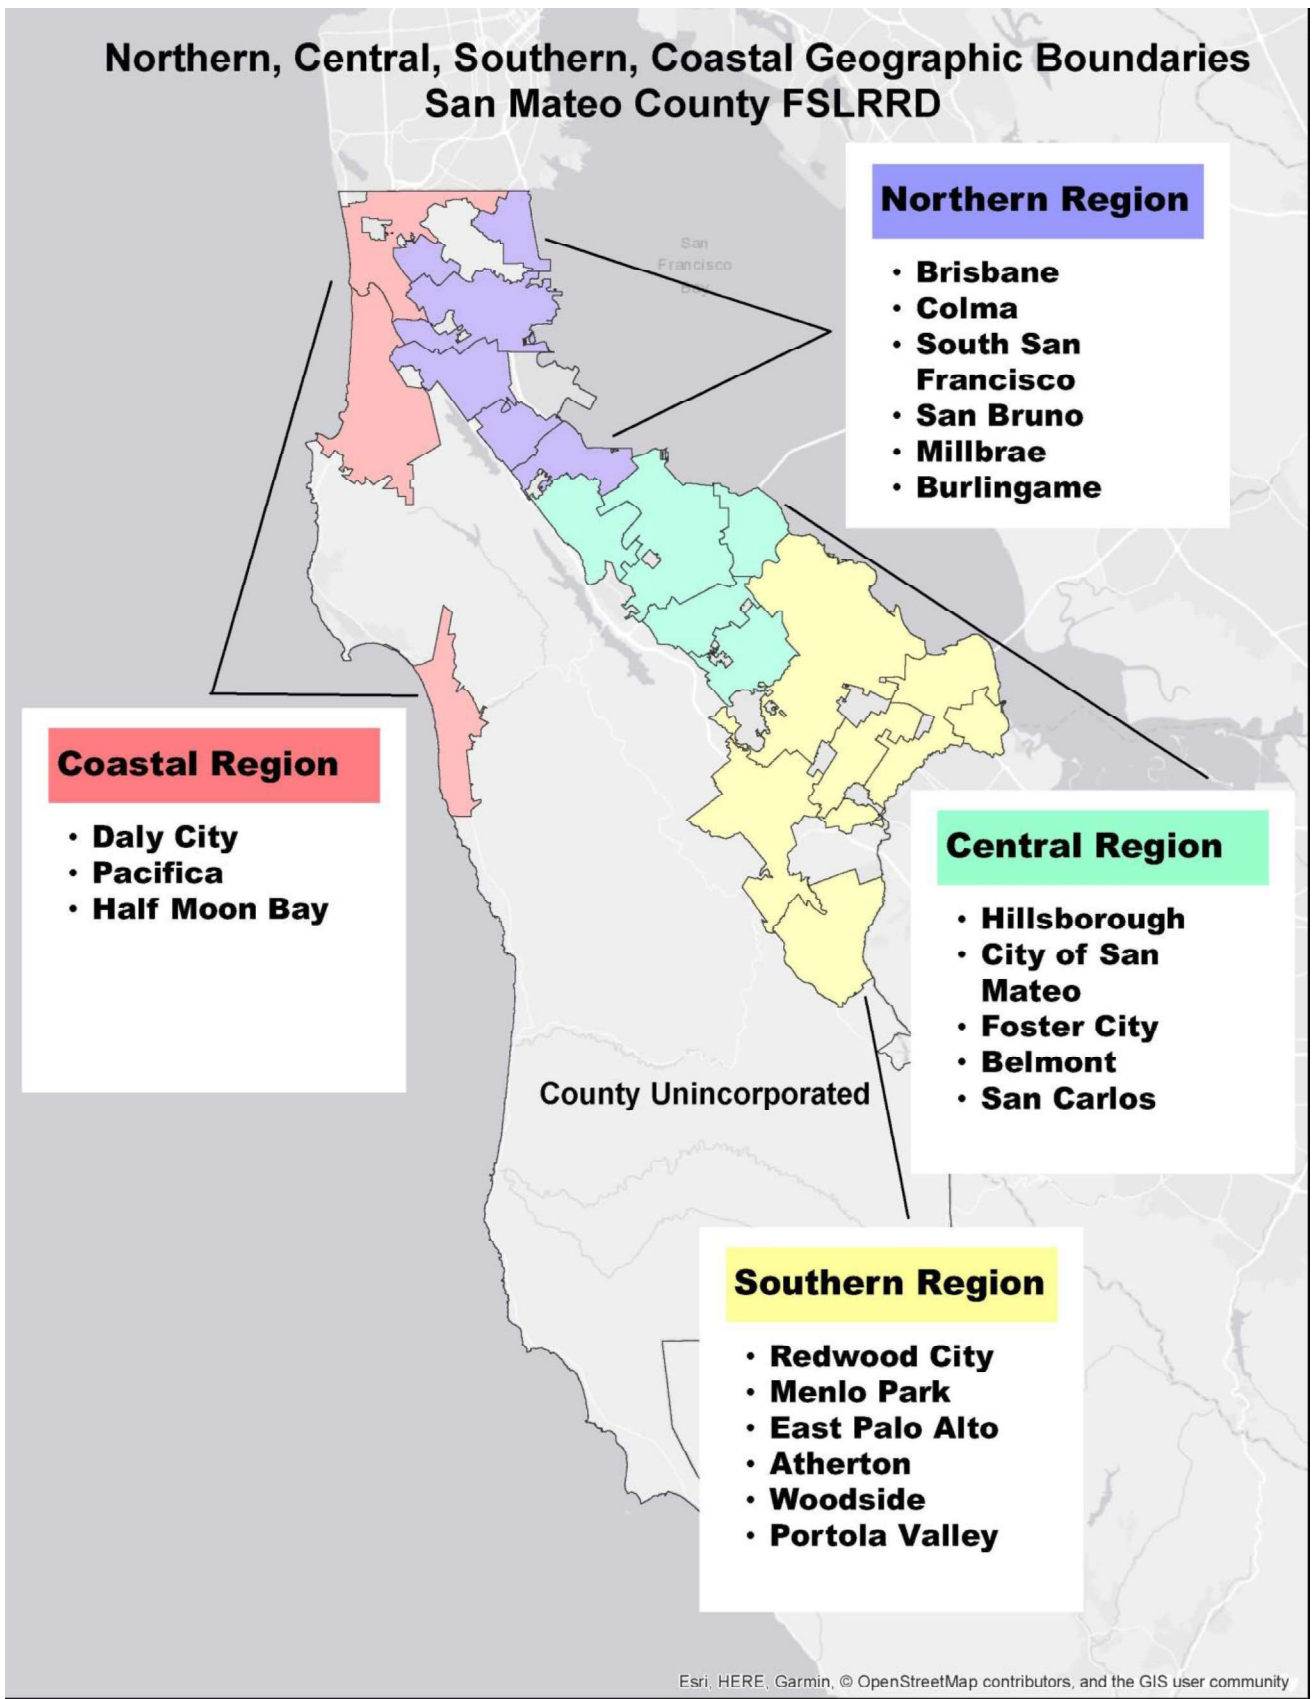 Northern, Central, Southern, Coastal Geographic Boundaries
San Mateo County FSLRRD
Northern Region
• Brisbane
• Colma
• South San
Francisco
• San Bruno
• Millbrae
• Burlingame
San
Francisco
Bay
Coastal Region
• Daly City
• Pacifica
• Half Moon Bay
Central Region
• Hillsborough
• City of San
Mateo
• Foster City
• Belmont
• San Carlos
County Unincorporated
Southern Region
• Redwood City
• Menlo Park
• East Palo Alto
• Atherton
• Woodside
• Portola Valley
Esri, HERE, Garmin, © OpenStreetMap contributors, and the GIS user community